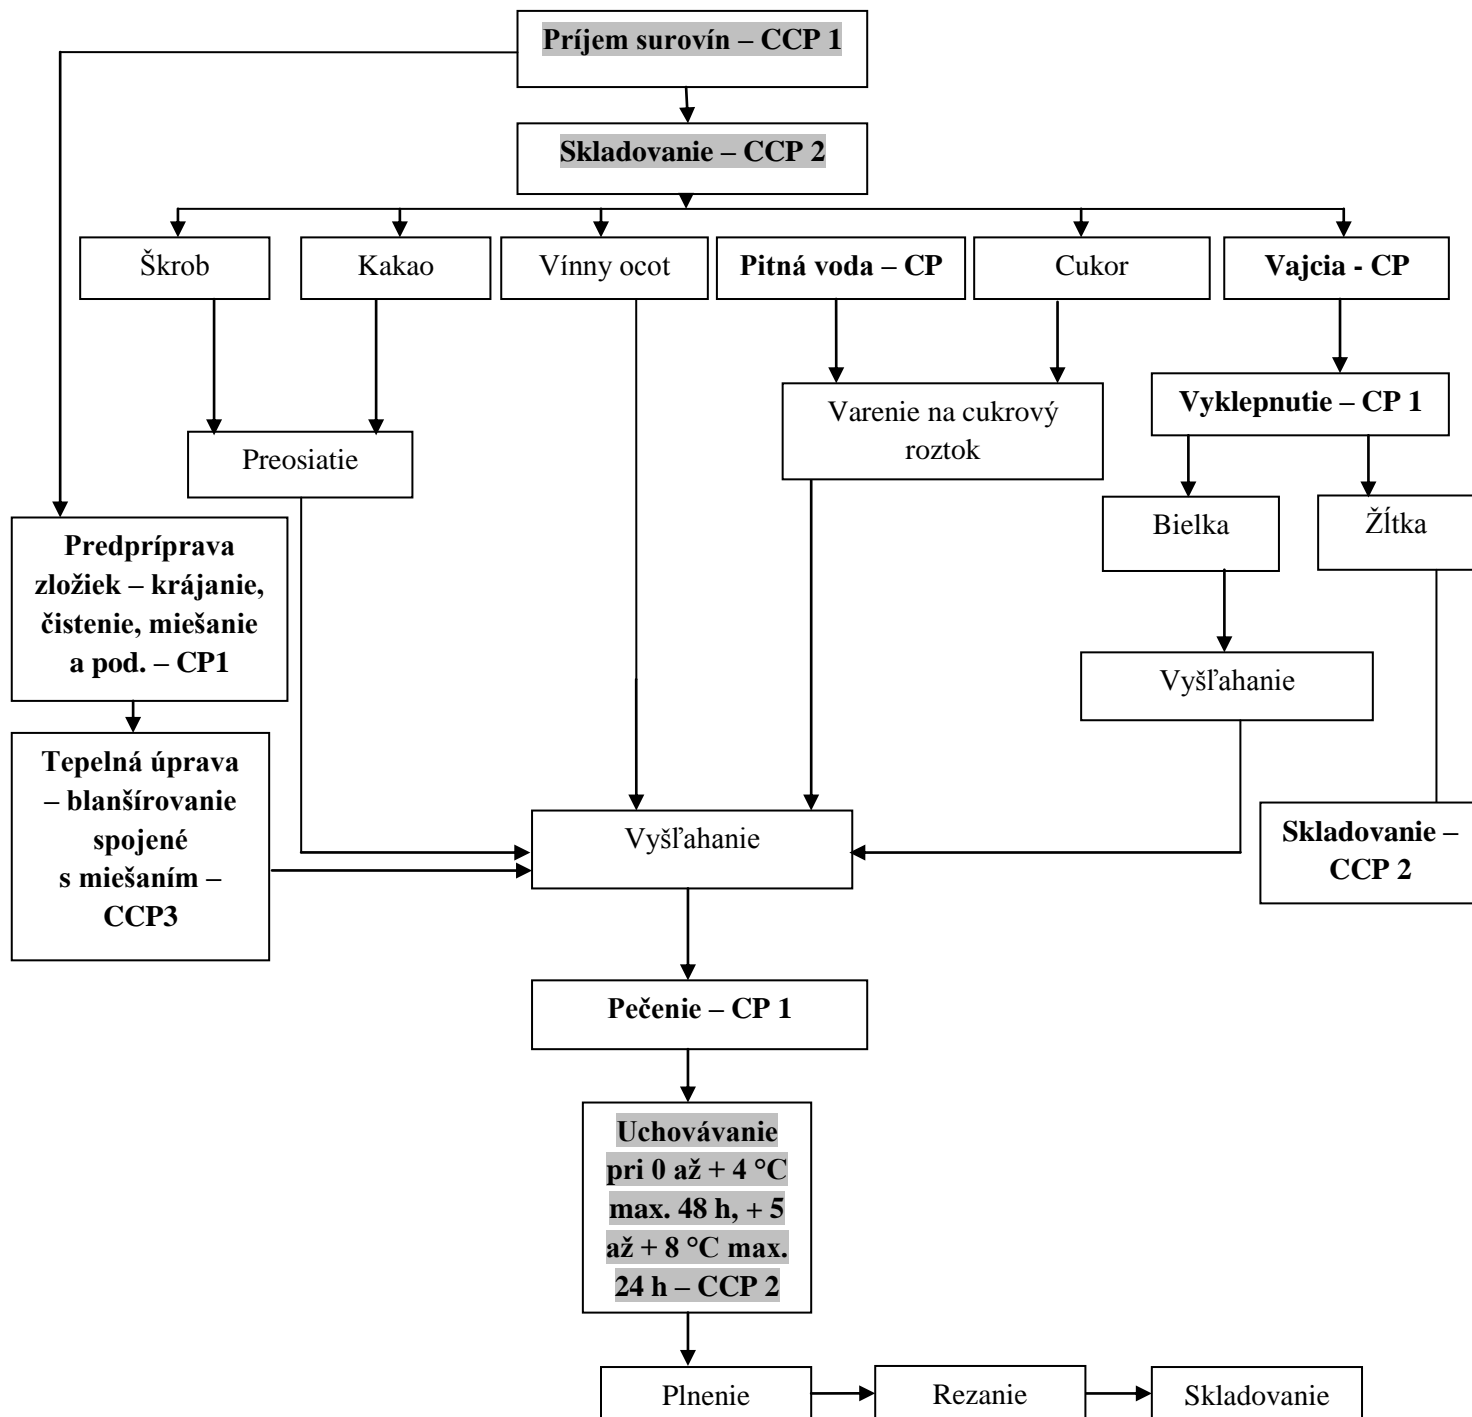 Príjem surovín – CCP 1
Skladovanie – CCP 2
Škrob
Kakao
Vínny ocot
Pitná voda – CP
Cukor
Vajcia - CP
Vyklepnutie – CP 1
Varenie na cukrový
roztok
Preosiatie
Bielka
Žĺtka
Predpríprava
zložiek – krájanie,
čistenie, miešanie
a pod. – CP1
Vyšľahanie
Tepelná úprava
– blanšírovanie
spojené
s miešaním –
CCP3
Vyšľahanie
Skladovanie –
CCP 2
Pečenie – CP 1
Uchovávanie
pri 0 až + 4 °C
max. 48 h, + 5
až + 8 °C max.
24 h – CCP 2
Plnenie
Rezanie
Skladovanie